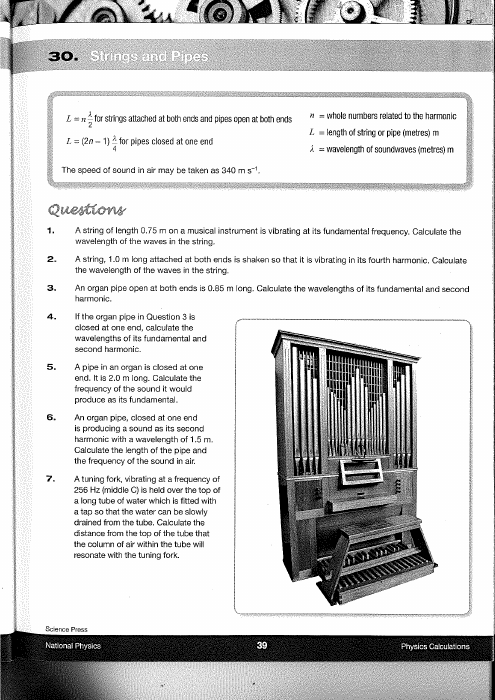 30. Strings and Pipes
L = n λ/2 for strings attached at both ends and pipes open at both ends
L = (2n − 1) λ/4 for pipes closed at one end
n = whole numbers related to the harmonic
L = length of string or pipe (metres) m
λ = wavelength of soundwaves (metres) m
The speed of sound in air may be taken as 340 m s⁻¹.
Questions
1. A string of length 0.75 m on a musical instrument is vibrating at its fundamental frequency. Calculate the
wavelength of the waves in the string.
2. A string, 1.0 m long attached at both ends is shaken so that it is vibrating in its fourth harmonic. Calculate
the wavelength of the waves in the string.
3. An organ pipe open at both ends is 0.85 m long. Calculate the wavelengths of its fundamental and second
harmonic.
4. If the organ pipe in Question 3 is
closed at one end, calculate the
wavelengths of its fundamental and
second harmonic.
5. A pipe in an organ is closed at one
end. It is 2.0 m long. Calculate the
frequency of the sound it would
produce as its fundamental.
6. An organ pipe, closed at one end
is producing a sound as its second
harmonic with a wavelength of 1.5 m.
Calculate the length of the pipe and
the frequency of the sound in air.
7. A tuning fork, vibrating at a frequency of
256 Hz (middle C) is held over the top of
a long tube of water which is fitted with
a tap so that the water can be slowly
drained from the tube. Calculate the
distance from the top of the tube that
the column of air within the tube will
resonate with the tuning fork.
Science Press
National Physics
39
Physics Calculations